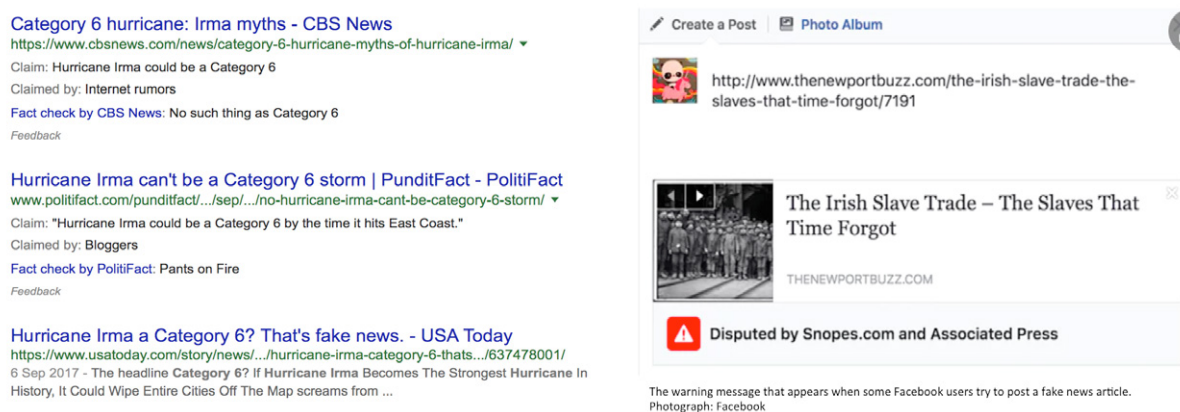 Category 6 hurricane: Irma myths - CBS News
https://www.cbsnews.com/news/category-6-hurricane-myths-of-hurricane-irma/
Claim: Hurricane Irma could be a Category 6
Claimed by: Internet rumors
Fact check by CBS News: No such thing as Category 6
Feedback
Hurricane Irma can't be a Category 6 storm | PunditFact - PolitiFact
www.politifact.com/punditfact/.../sep/.../no-hurricane-irma-cant-be-category-6-storm/
Claim: "Hurricane Irma could be a Category 6 by the time it hits East Coast."
Claimed by: Bloggers
Fact check by PolitiFact: Pants on Fire
Feedback
Hurricane Irma a Category 6? That's fake news. - USA Today
https://www.usatoday.com/story/news/.../hurricane-irma-category-6-thats.../637478001/
6 Sep 2017 - The headline Category 6? If Hurricane Irma Becomes The Strongest Hurricane In
History, It Could Wipe Entire Cities Off The Map screams from ...
Create a Post
Photo Album
http://www.thenewportbuzz.com/the-irish-slave-trade-the-
slaves-that-time-forgot/7191
The Irish Slave Trade – The Slaves That
Time Forgot
THENEWPORTBUZZ.COM
Disputed by Snopes.com and Associated Press
The warning message that appears when some Facebook users try to post a fake news article.
Photograph: Facebook